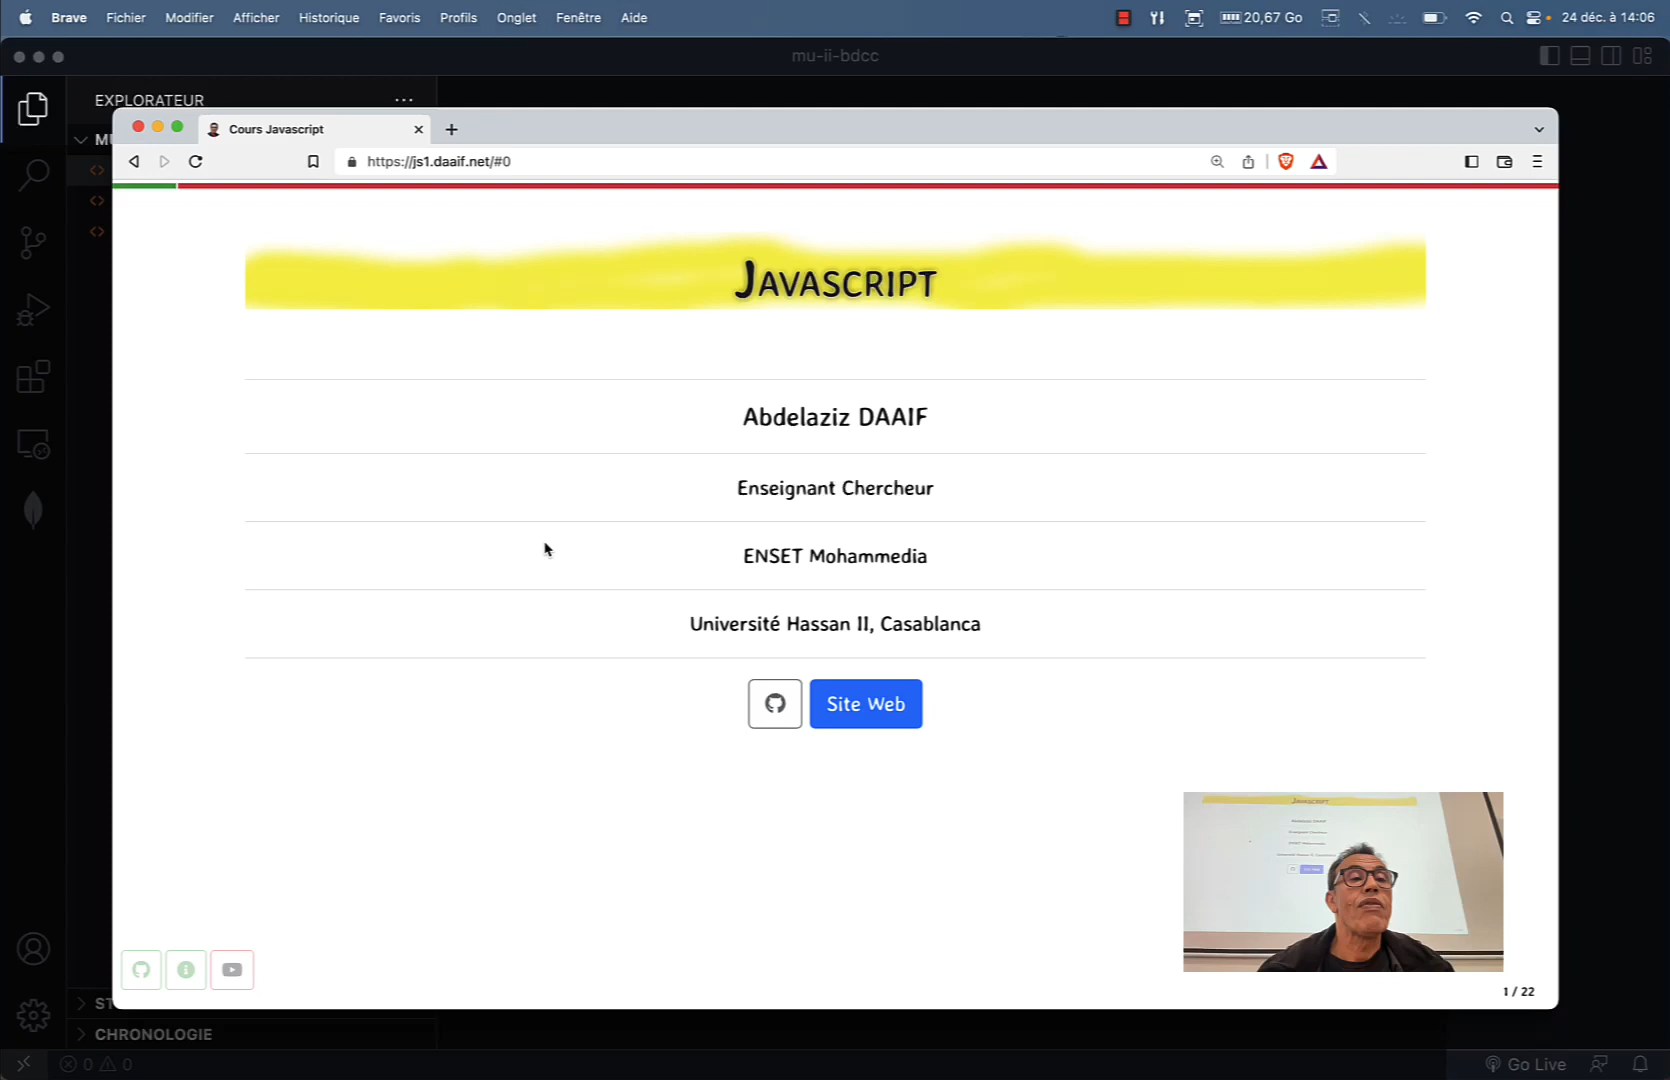 Brave Fichier Modifier Afficher Historique Favoris Profils Onglet Fenêtre Aide 20,67 Go 24 déc. à 14:06
mu-ii-bdcc
EXPLORATEUR ...
Cours Javascript
https://js1.daaif.net/#0
JAVASCRIPT
Abdelaziz DAAIF
Enseignant Chercheur
ENSET Mohammedia
Université Hassan II, Casablanca
Site Web
1 / 22
CHRONOLOGIE
0 0 Go Live